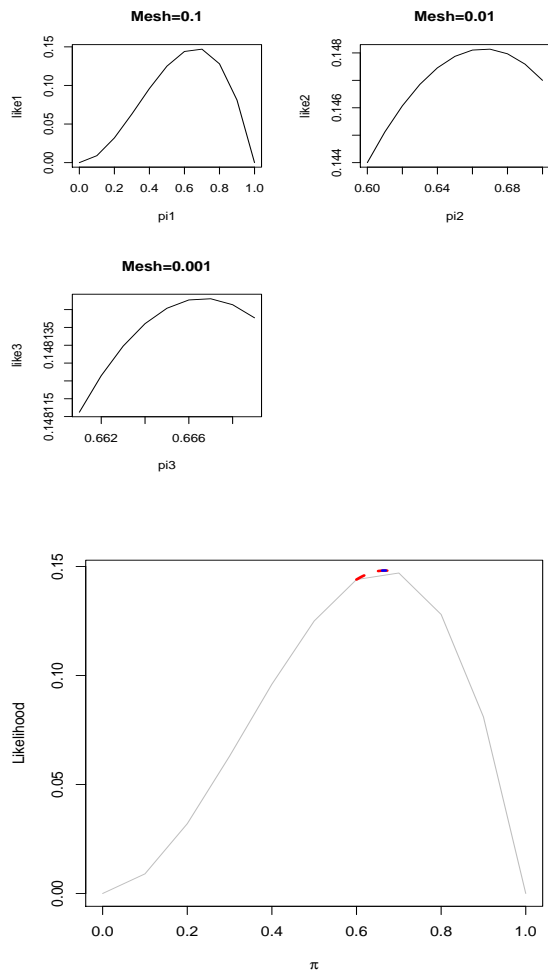 Mesh=0.1
like1
0.15
0.10
0.05
0.00
0.0 0.2 0.4 0.6 0.8 1.0
pi1
Mesh=0.01
like2
0.148
0.146
0.144
0.60 0.64 0.68
pi2
Mesh=0.001
like3
0.148135
0.148115
0.662 0.666
pi3
Likelihood
0.15
0.10
0.05
0.00
0.0 0.2 0.4 0.6 0.8 1.0
π